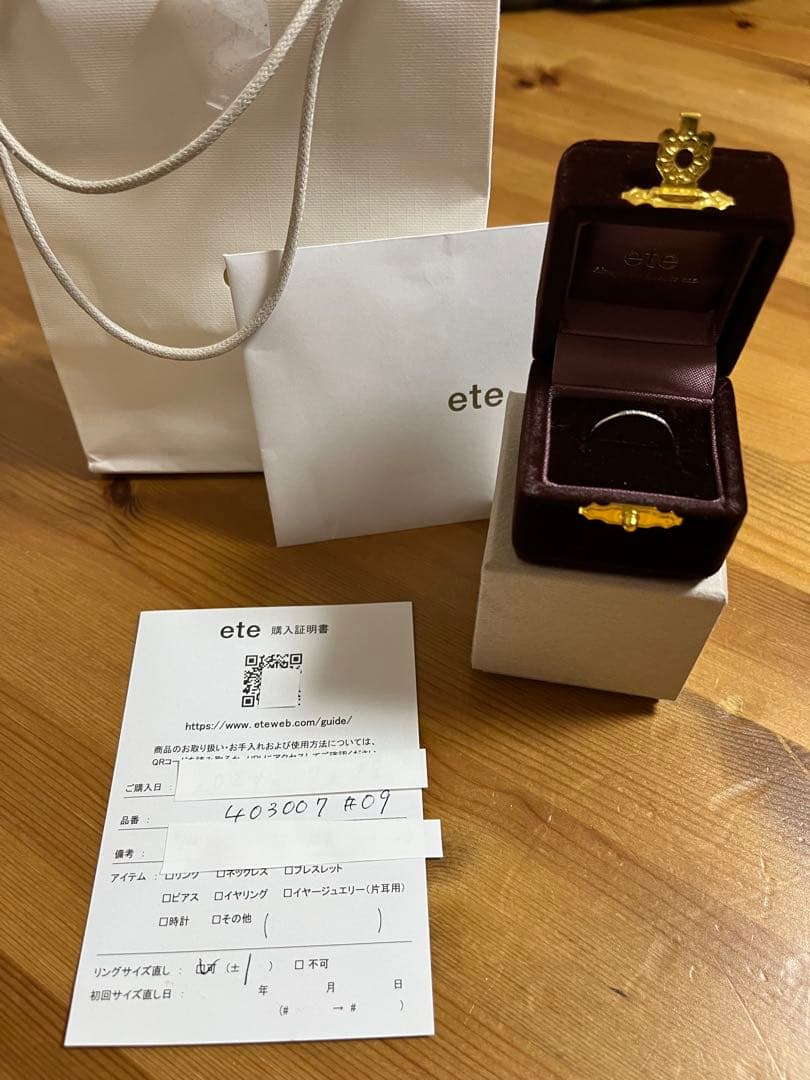 ete
ete
ete 購入証明書
https://www.eteweb.com/guide/
商品のお取り扱い・お手入れおよび使用方法については、
ご購入日：
品番： 403007 #09
備考：
アイテム： □リング □ネックレス □ブレスレット
□ピアス □イヤリング □イヤージュエリー（片耳用）
□時計 □その他 （ ）
リングサイズ直し： ☑可 （± 1 ） □ 不可
初回サイズ直し日： 年 月 日
（# → # ）